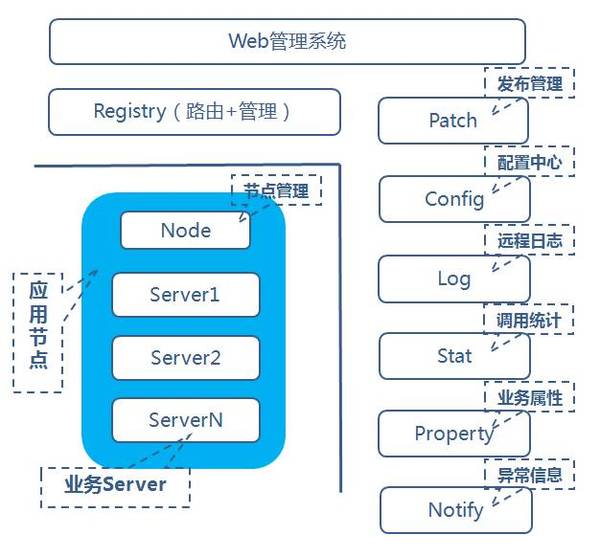 Web管理系统
Registry（路由+管理）
发布管理
Patch
配置中心
Config
远程日志
Log
调用统计
Stat
业务属性
Property
异常信息
Notify
节点管理
Node
应用节点
Server1
Server2
ServerN
业务Server